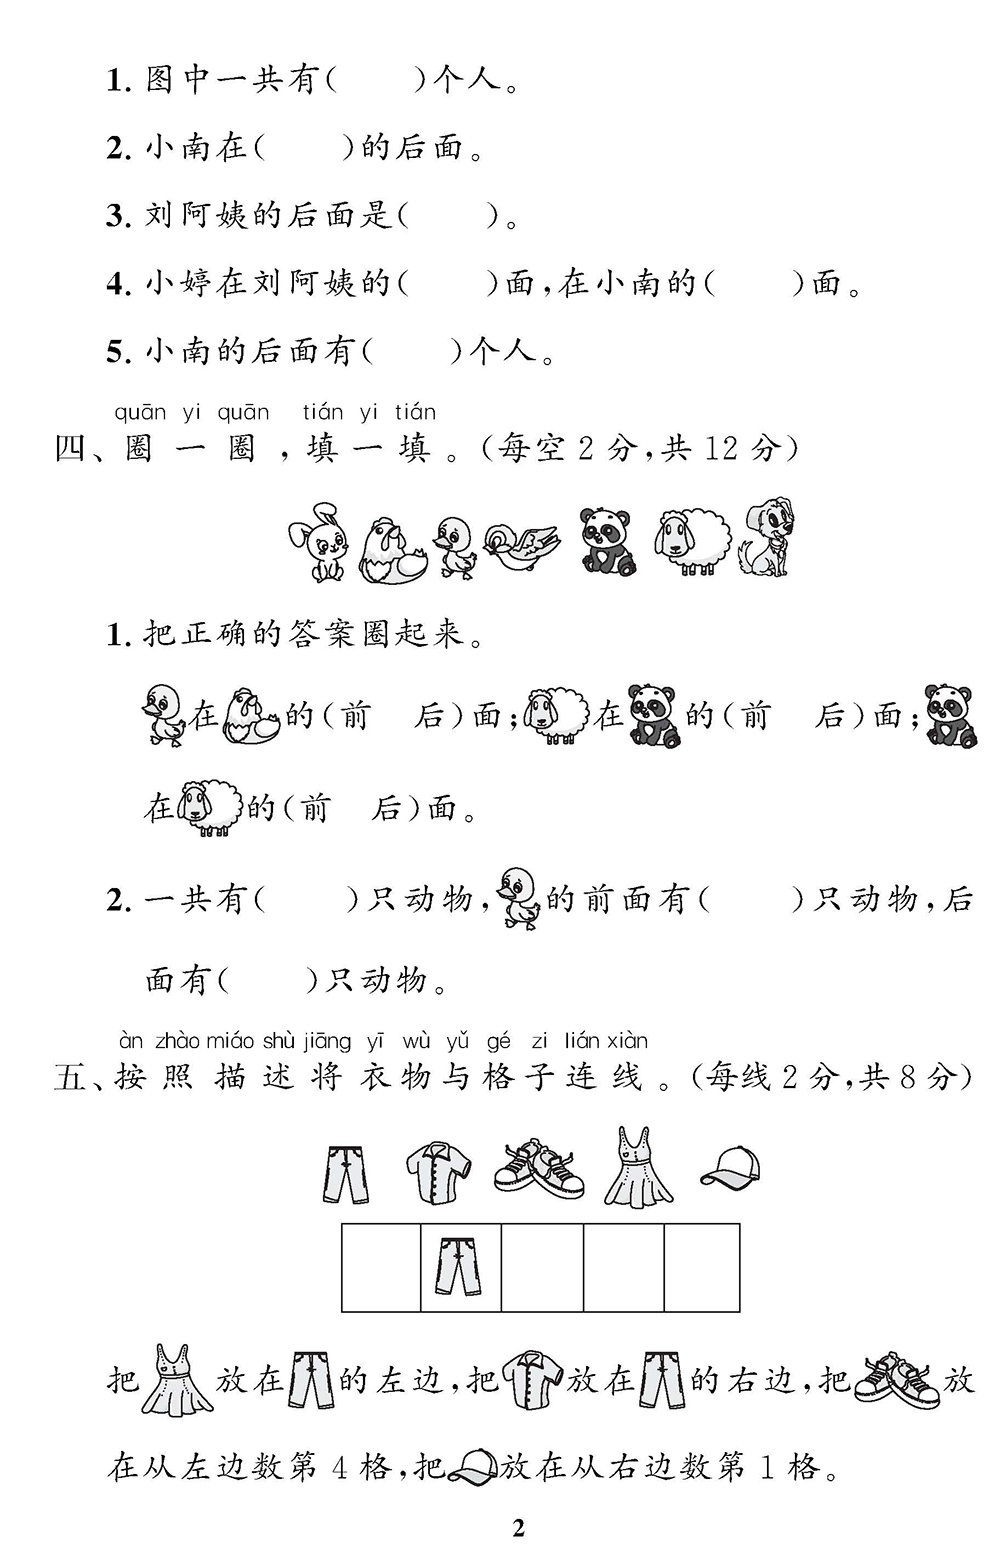 1. 图中一共有(　　)个人。
2. 小南在(　　)的后面。
3. 刘阿姨的后面是(　　)。
4. 小婷在刘阿姨的(　　)面,在小南的(　　)面。
5. 小南的后面有(　　)个人。
quān yi quān tián yi tián
四、圈一圈,填一填。(每空2分,共12分)
1. 把正确的答案圈起来。
在 的(前　后)面; 在 的(前　后)面;
在 的(前　后)面。
2. 一共有(　　)只动物, 的前面有(　　)只动物,后
面有(　　)只动物。
àn zhào miáo shù jiāng yī wù yǔ gé zi lián xiàn
五、按照描述将衣物与格子连线。(每线2分,共8分)
把 放在 的左边,把 放在 的右边,把 放
在从左边数第4格,把 放在从右边数第1格。
2